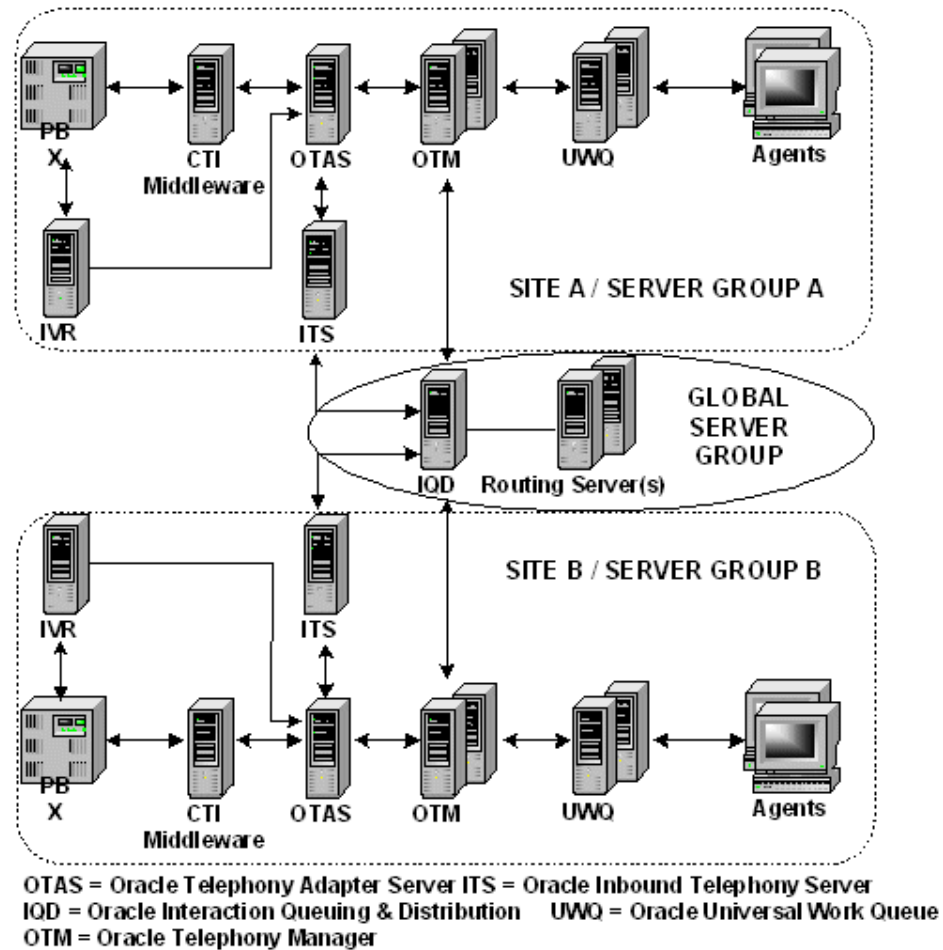 PB
X
CTI
Middleware
OTAS
OTM
UWQ
Agents
IVR
ITS
SITE A / SERVER GROUP A
GLOBAL
SERVER
GROUP
IQD
Routing Server(s)
SITE B / SERVER GROUP B
IVR
ITS
PB
X
CTI
Middleware
OTAS
OTM
UWQ
Agents
OTAS = Oracle Telephony Adapter Server ITS = Oracle Inbound Telephony Server
IQD = Oracle Interaction Queuing & Distribution UWQ = Oracle Universal Work Queue
OTM = Oracle Telephony Manager